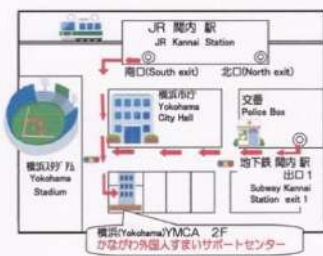 JR 関内 駅
JR Kannai Station
南口(South exit)
北口(North exit)
横浜市庁
Yokohama
City Hall
交番
Police Box
横浜スタジアム
Yokohama
Stadium
地下鉄 関内 駅
出口1
Subway Kannai
Station exit 1
横浜(Yokohama)YMCA 2F
かながわ外国人すまいサポートセンター